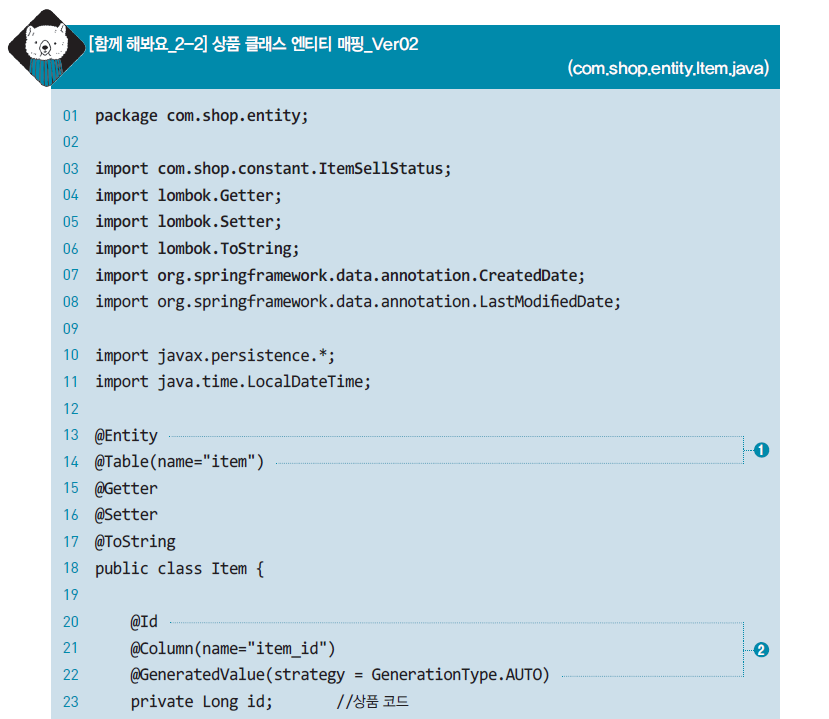 [함께 해봐요_2-2] 상품 클래스 엔티티 매핑_Ver02
(com.shop.entity.Item.java)
01 package com.shop.entity;
02
03 import com.shop.constant.ItemSellStatus;
04 import lombok.Getter;
05 import lombok.Setter;
06 import lombok.ToString;
07 import org.springframework.data.annotation.CreatedDate;
08 import org.springframework.data.annotation.LastModifiedDate;
09
10 import javax.persistence.*;
11 import java.time.LocalDateTime;
12
13 @Entity
❶
14 @Table(name="item")
15 @Getter
16 @Setter
17 @ToString
18 public class Item {
19
20 @Id
21 @Column(name="item_id")
❷
22 @GeneratedValue(strategy = GenerationType.AUTO)
23 private Long id; //상품 코드